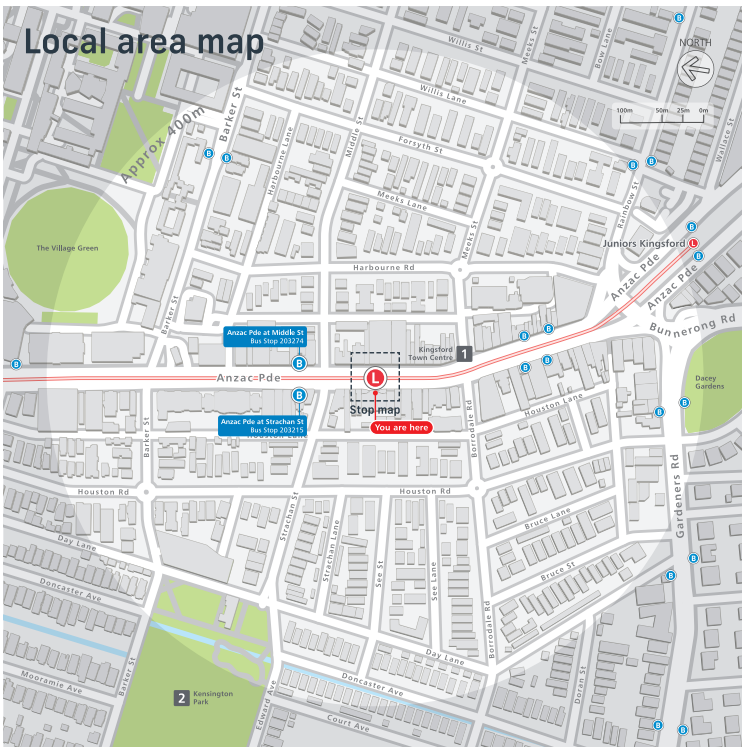 Local area map
Willis St
Meeks St
Bow Lane
NORTH
Willis Lane
100m 50m 25m 0m
Wallace St
Approx 400m
Barker St
Harbourne Lane
Middle St
Forsyth St
B
B
B
B
B
Meeks Lane
Meeks St
Rainbow St
B
The Village Green
Juniors Kingsford
L
B
Harbourne Rd
Anzac Pde
Anzac Pde
Barker St
Bunnerong Rd
Anzac Pde at Middle St
Bus Stop 203274
B
B
B
Kingsford
Town Centre
1
B
B
B
Anzac Pde
L
Dacey
Gardens
B
Stop map
Houston Lane
B
B
Anzac Pde at Strachan St
Bus Stop 203215
You are here
Houston Lane
Barker St
Borrodale Rd
Gardeners Rd
Houston Rd
Houston Rd
Strachan St
Strachan Lane
See St
See Lane
Bruce Lane
Day Lane
Bruce St
B
B
Doncaster Ave
Borrodale Rd
Day Lane
Mooramie Ave
Barker St
2
Kensington
Park
Edward Ave
Doncaster Ave
Court Ave
Doran St
B
B